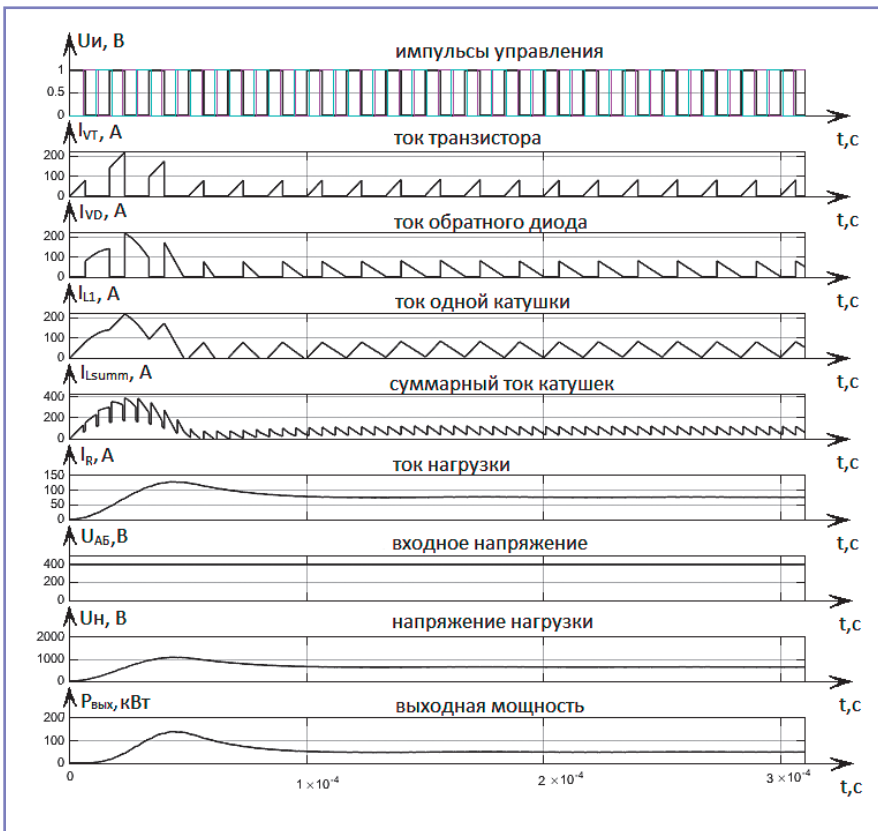 Uи, В
импульсы управления
1
0.5
0
t,c
IVT, А
ток транзистора
200
100
0
t,c
IVD, А
ток обратного диода
200
100
0
t,c
IL1, А
ток одной катушки
200
100
0
t,c
ILsumm, А
суммарный ток катушек
400
200
0
t,c
IR, А
ток нагрузки
150
100
50
0
t,c
UАБ,В
входное напряжение
400
200
0
t,c
Uн, В
напряжение нагрузки
2000
1000
0
t,c
Рвых,кВт
выходная мощность
200
100
0
t,c
0
1×10⁻⁴
2×10⁻⁴
3×10⁻⁴